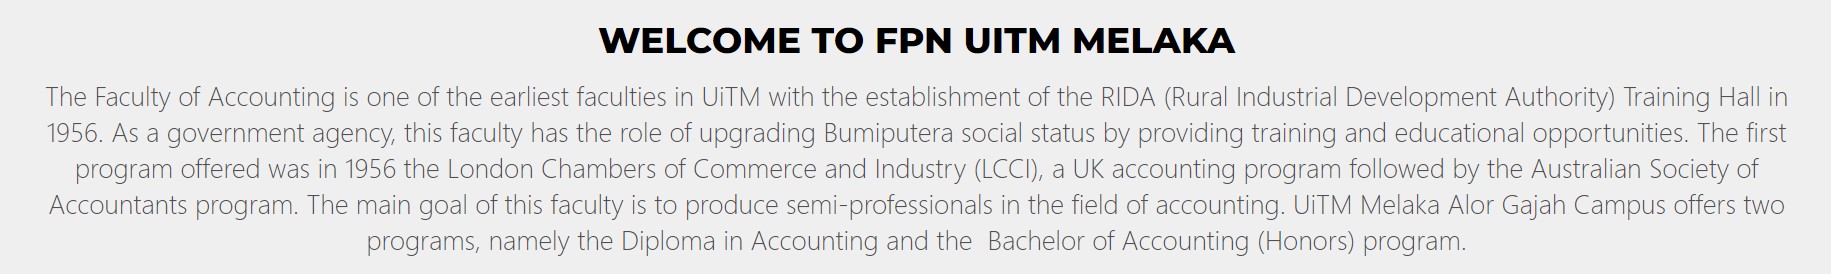 WELCOME TO FPN UITM MELAKA
The Faculty of Accounting is one of the earliest faculties in UiTM with the establishment of the RIDA (Rural Industrial Development Authority) Training Hall in
1956. As a government agency, this faculty has the role of upgrading Bumiputera social status by providing training and educational opportunities. The first
program offered was in 1956 the London Chambers of Commerce and Industry (LCCI), a UK accounting program followed by the Australian Society of
Accountants program. The main goal of this faculty is to produce semi-professionals in the field of accounting. UiTM Melaka Alor Gajah Campus offers two
programs, namely the Diploma in Accounting and the  Bachelor of Accounting (Honors) program.